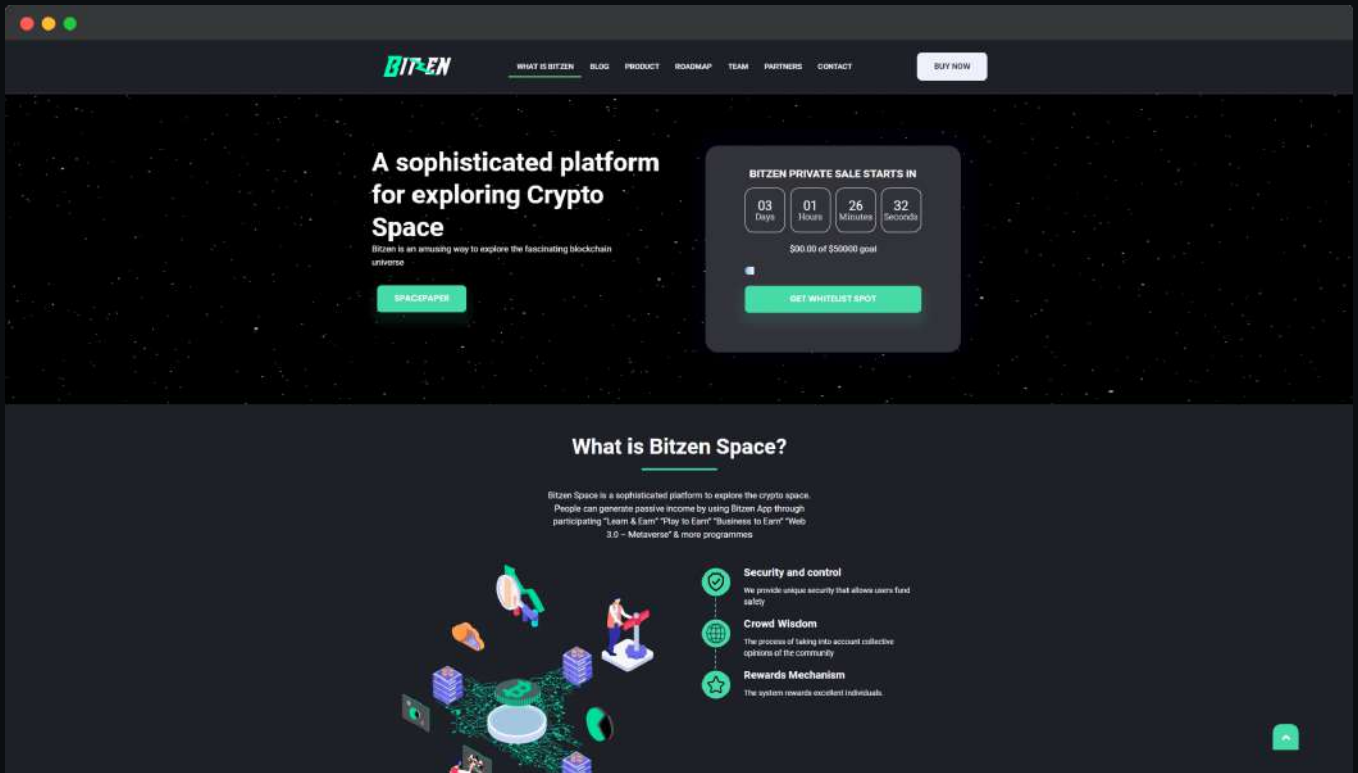 BITZEN
WHAT IS BITZEN BLOG PRODUCT ROADMAP TEAM PARTNERS CONTACT BUY NOW
A sophisticated platform
for exploring Crypto
Space
Bitzen is an amusing way to explore the fascinating blockchain
universe
SPACEPAPER
BITZEN PRIVATE SALE STARTS IN
03 01 26 32
Days Hours Minutes Seconds
$00.00 of $50000 goal
GET WHITELIST SPOT
What is Bitzen Space?
Bitzen Space is a sophisticated platform to explore the crypto space.
People can generate passive income by using Bitzen App through
participating "Learn & Earn" "Play to Earn" "Business to Earn" "Web
3.0 – Metaverse" & more programmes
Security and control
We provide unique security that allows users fund
safety
Crowd Wisdom
The process of taking into account collective
opinions of the community
Rewards Mechanism
The system rewards excellent individuals.